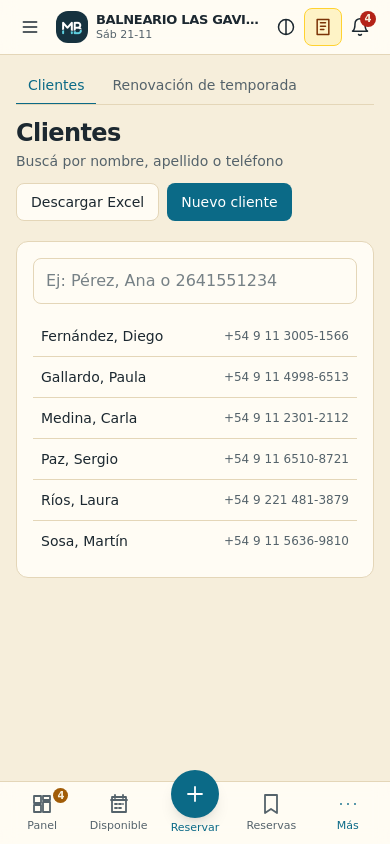 MB
BALNEARIO LAS GAVI...
Sáb 21-11
4
Clientes
Renovación de temporada
Clientes
Buscá por nombre, apellido o teléfono
Descargar Excel
Nuevo cliente
Ej: Pérez, Ana o 2641551234
Fernández, Diego +54 9 11 3005-1566
Gallardo, Paula +54 9 11 4998-6513
Medina, Carla +54 9 11 2301-2112
Paz, Sergio +54 9 11 6510-8721
Ríos, Laura +54 9 221 481-3879
Sosa, Martín +54 9 11 5636-9810
4
Panel
Disponible
Reservar
Reservas
Más